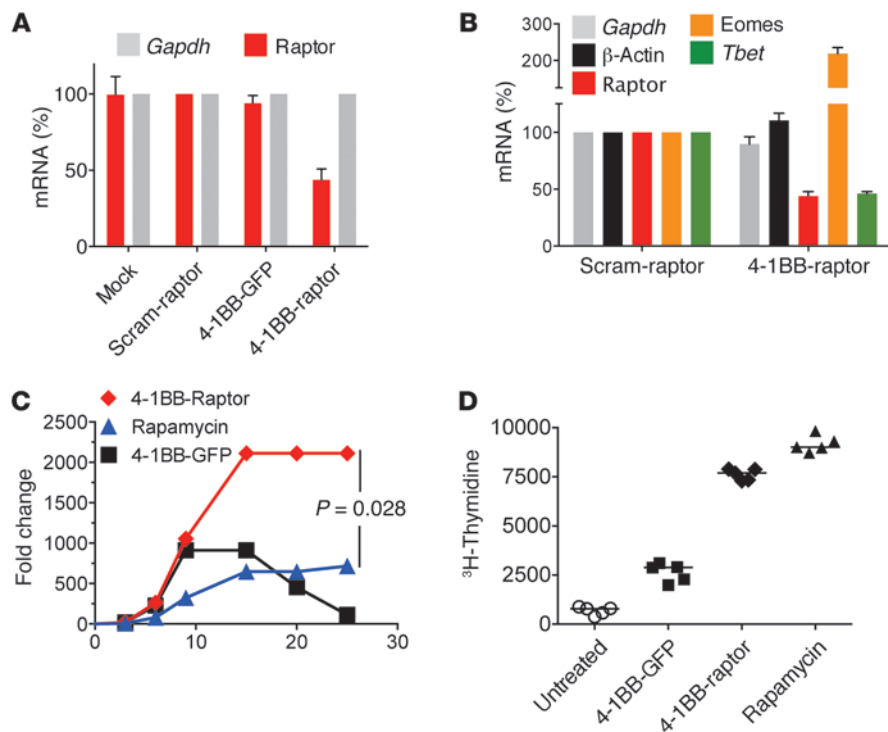 A
Gapdh
Raptor
mRNA (%)
100
50
0
Mock
Scram-raptor
4-1BB-GFP
4-1BB-raptor
B
Gapdh
Eomes
β-Actin
Tbet
Raptor
mRNA (%)
300
200
100
50
0
Scram-raptor
4-1BB-raptor
C
4-1BB-Raptor
Rapamycin
4-1BB-GFP
Fold change
2500
2000
1500
1000
500
0
0
10
20
30
P = 0.028
D
³H-Thymidine
10000
7500
5000
2500
0
Untreated
4-1BB-GFP
4-1BB-raptor
Rapamycin